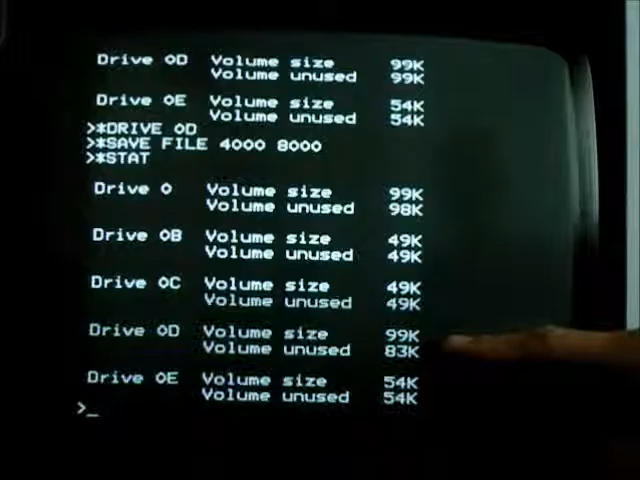 Drive 0D Volume size 99K
Volume unused 99K
Drive 0E Volume size 54K
Volume unused 54K
>*DRIVE 0D
>*SAVE FILE 4000 8000
>*STAT
Drive 0 Volume size 99K
Volume unused 98K
Drive 0B Volume size 49K
Volume unused 49K
Drive 0C Volume size 49K
Volume unused 49K
Drive 0D Volume size 99K
Volume unused 83K
Drive 0E Volume size 54K
Volume unused 54K
>_